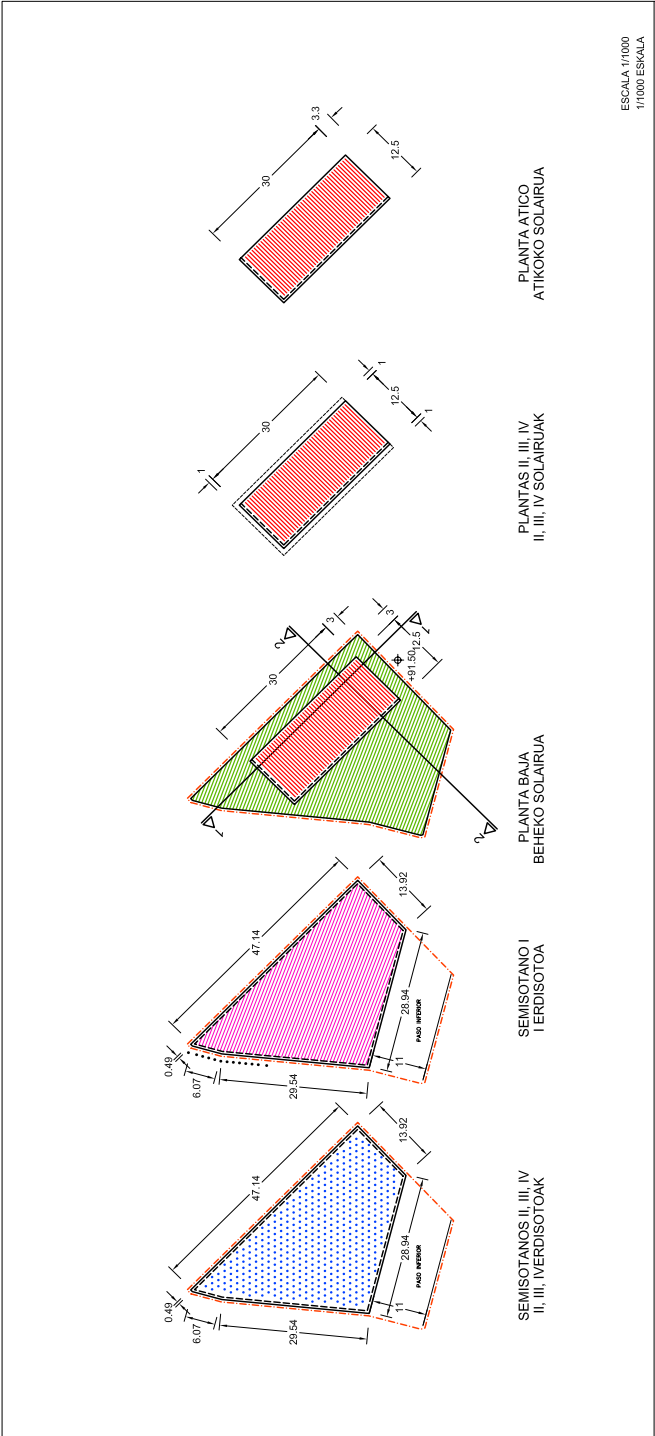 ESCALA 1/1000
1/1000 ESKALA
3.3
30
12.5
PLANTA ATICO
ATIKOKO SOLAIRUA
1
30
1
12.5
1
PLANTAS II, III, IV
II, III, IV SOLAIRUAK
2
3
30
3
1
12.5
+91.50
1
2
PLANTA BAJA
BEHEKO SOLAIRUA
47.14
13.92
0.49
6.07
28.94
PASO INFERIOR
29.54
11
SEMISOTANO I
I ERDISOTOA
47.14
13.92
0.49
6.07
28.94
PASO INFERIOR
29.54
11
SEMISOTANOS II, III, IV
II, III, IVERDISOTOAK